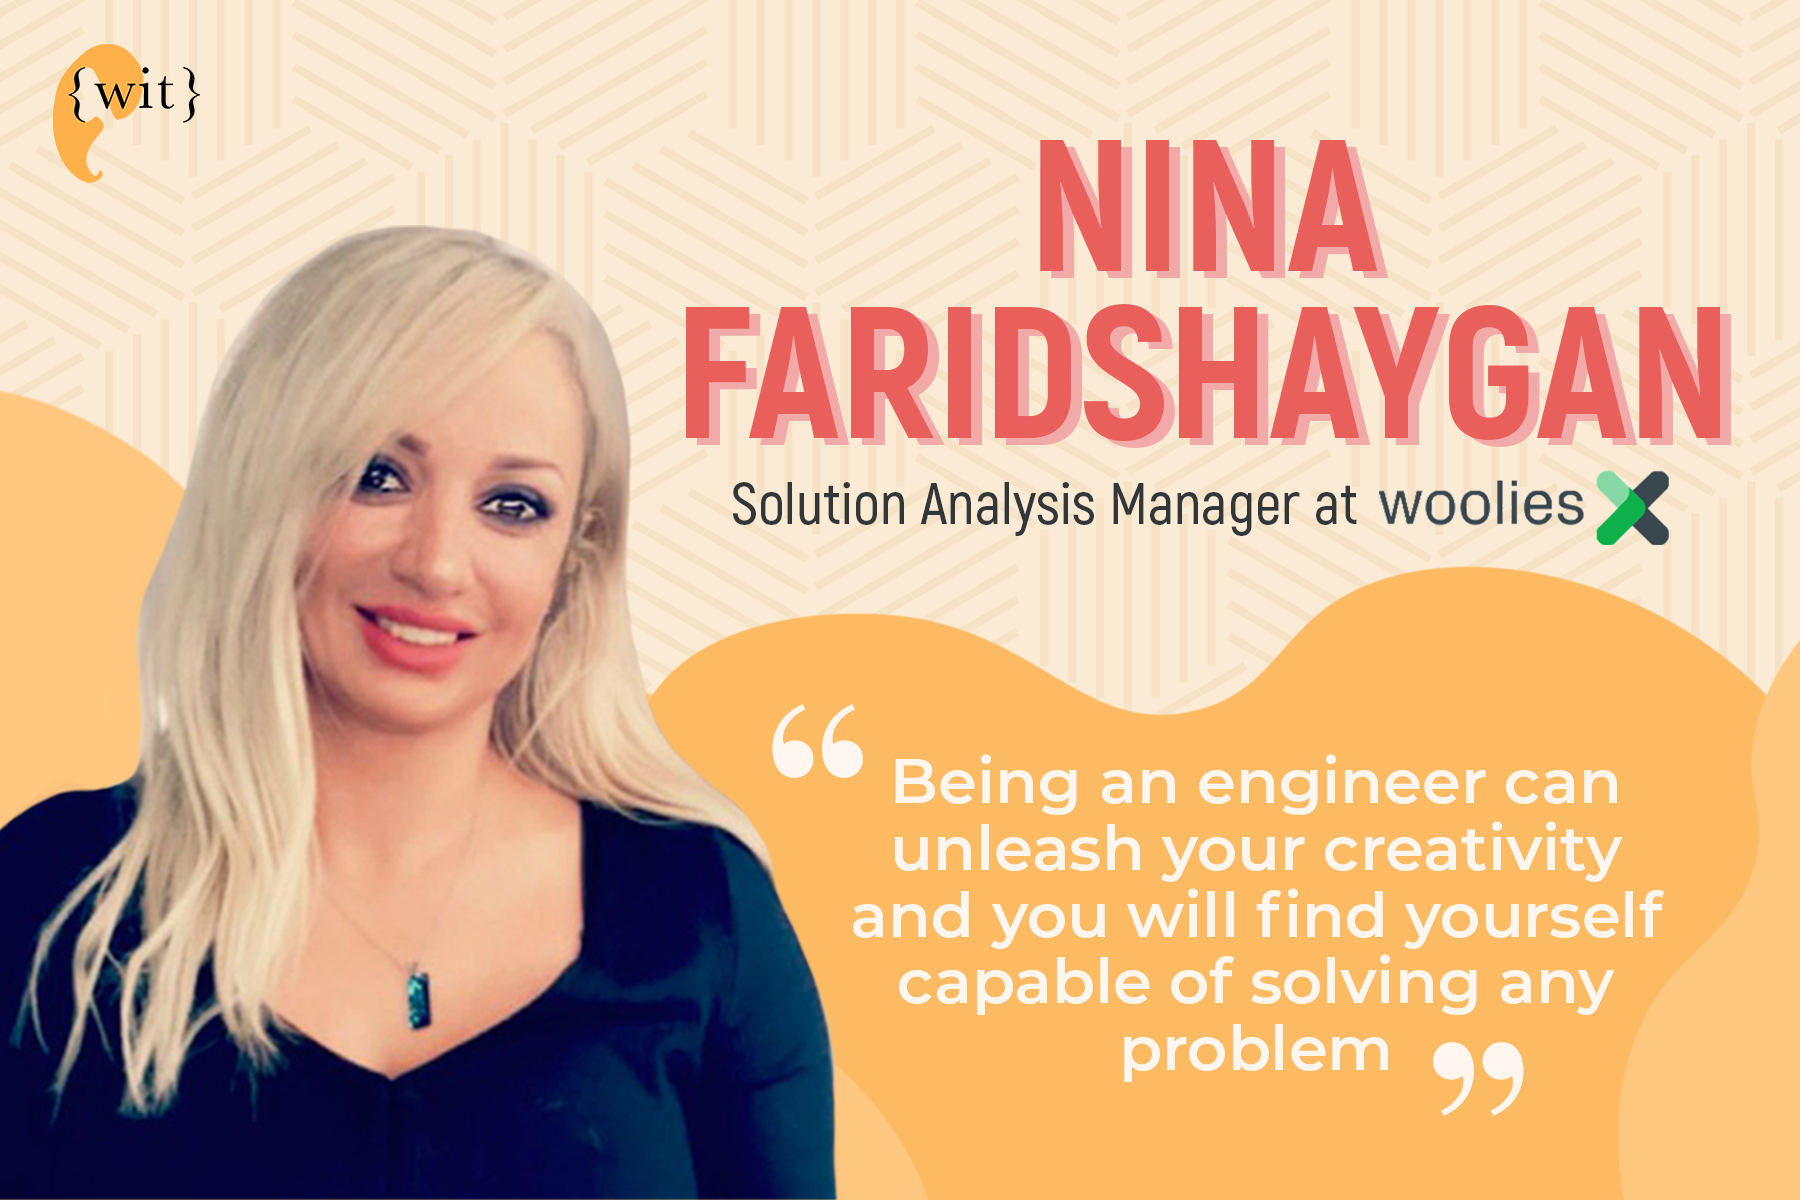 {wit}
NINA
FARIDSHAYGAN
Solution Analysis Manager at woolies X
“Being an engineer can
unleash your creativity
and you will find yourself
capable of solving any
problem”